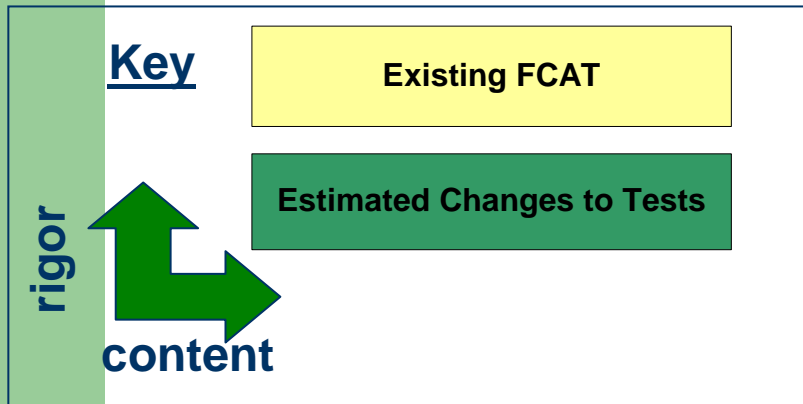 Key
Existing FCAT
Estimated Changes to Tests
rigor
content